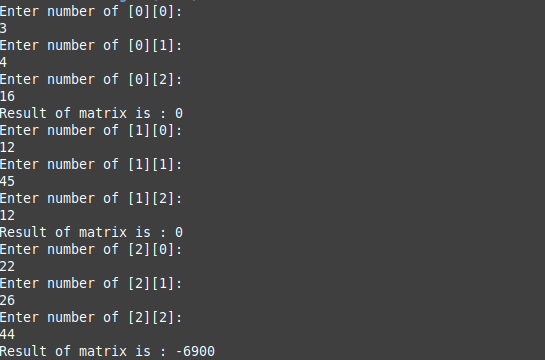 Enter number of [0][0]:
3
Enter number of [0][1]:
4
Enter number of [0][2]:
16
Result of matrix is : 0
Enter number of [1][0]:
12
Enter number of [1][1]:
45
Enter number of [1][2]:
12
Result of matrix is : 0
Enter number of [2][0]:
22
Enter number of [2][1]:
26
Enter number of [2][2]:
44
Result of matrix is : -6900